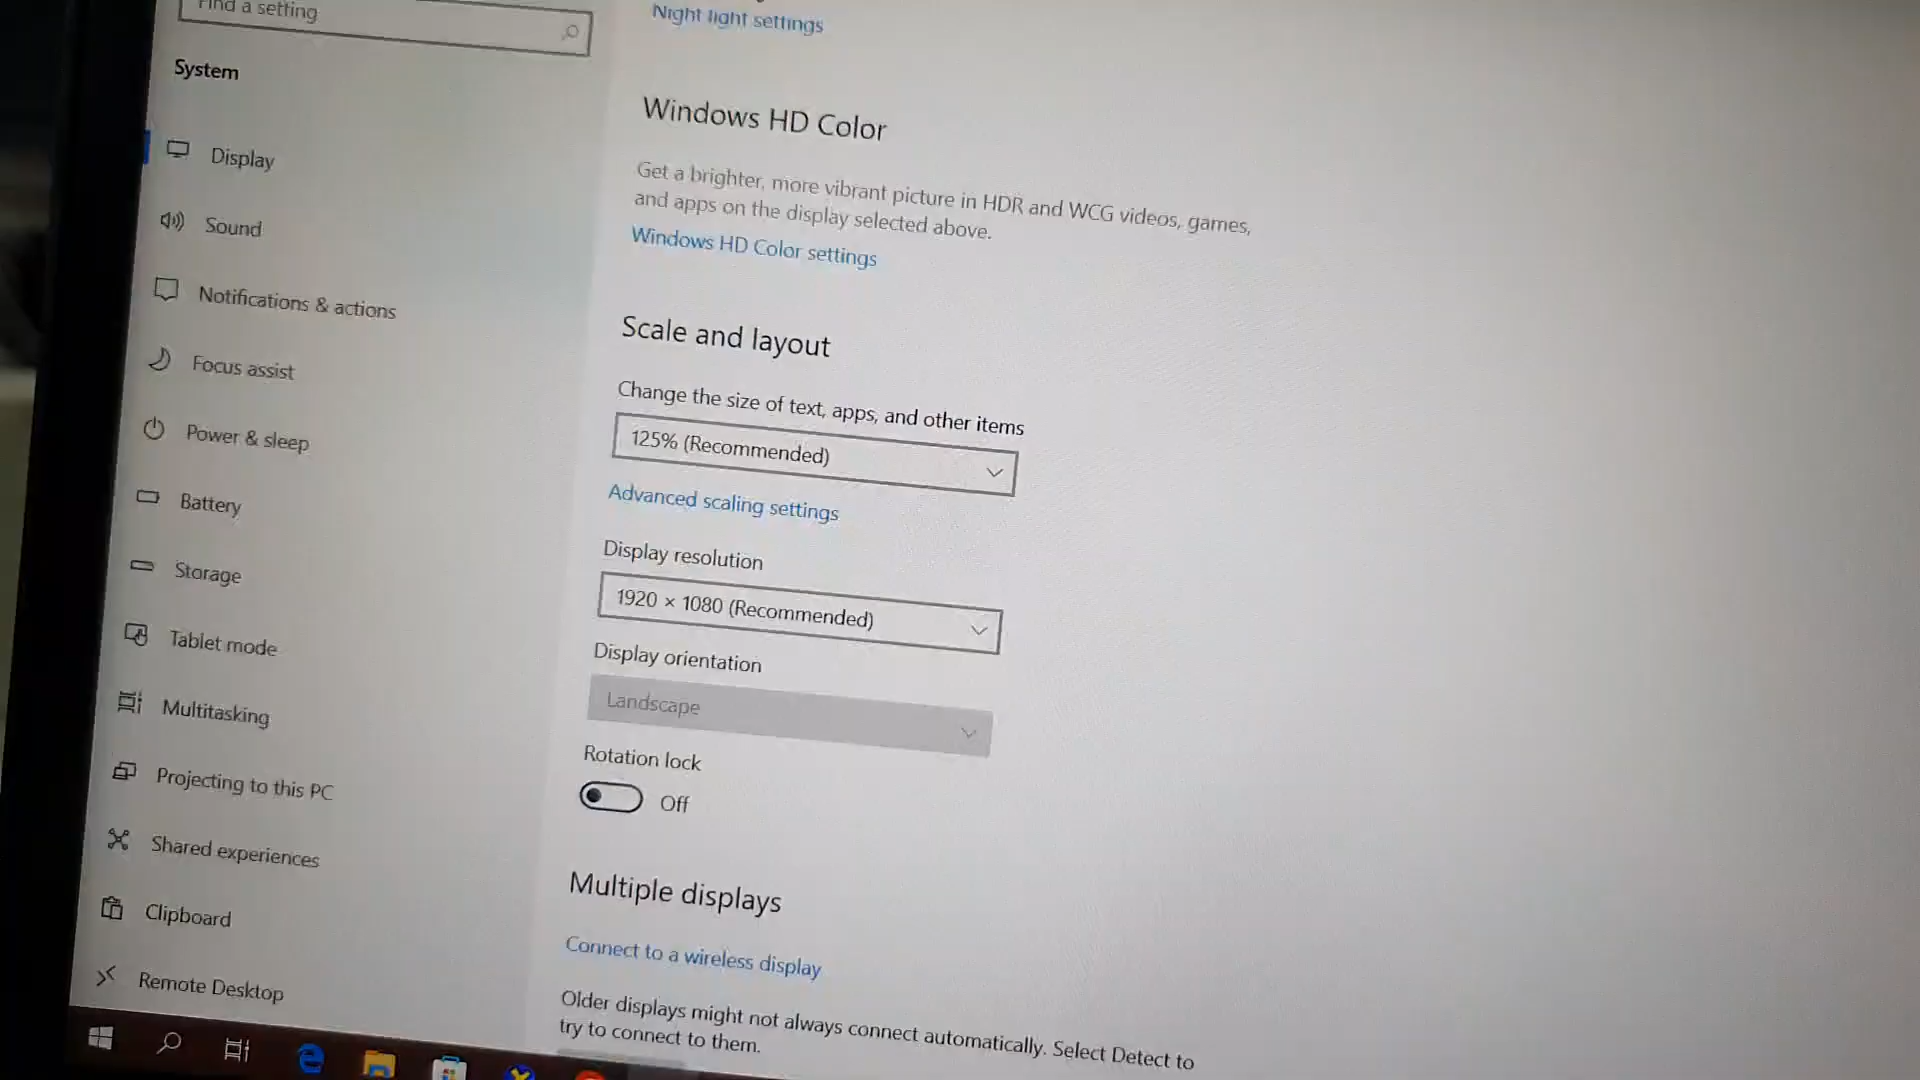 Find a setting
System
Display
Sound
Notifications & actions
Focus assist
Power & sleep
Battery
Storage
Tablet mode
Multitasking
Projecting to this PC
Shared experiences
Clipboard
Remote Desktop
Night light settings
Windows HD Color
Get a brighter, more vibrant picture in HDR and WCG videos, games,
and apps on the display selected above.
Windows HD Color settings
Scale and layout
Change the size of text, apps, and other items
125% (Recommended)
Advanced scaling settings
Display resolution
1920 × 1080 (Recommended)
Display orientation
Landscape
Rotation lock
Off
Multiple displays
Connect to a wireless display
Older displays might not always connect automatically. Select Detect to
try to connect to them.